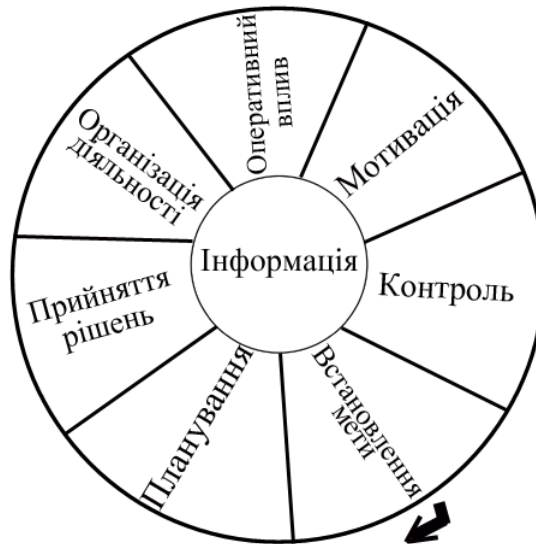 Оперативний
вплив
Мотивація
Контроль
Встановлення
мети
Планування
Прийняття
рішень
Організація
діяльності
Інформація